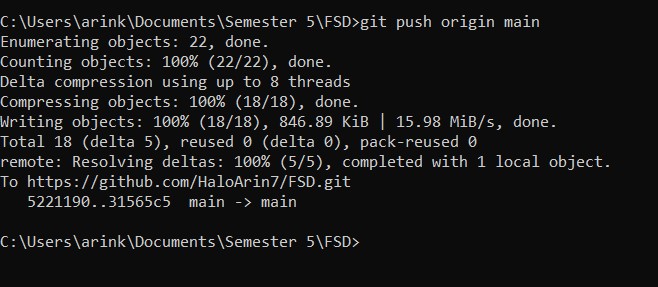 C:\Users\arink\Documents\Semester 5\FSD>git push origin main
Enumerating objects: 22, done.
Counting objects: 100% (22/22), done.
Delta compression using up to 8 threads
Compressing objects: 100% (18/18), done.
Writing objects: 100% (18/18), 846.89 KiB | 15.98 MiB/s, done.
Total 18 (delta 5), reused 0 (delta 0), pack-reused 0
remote: Resolving deltas: 100% (5/5), completed with 1 local object.
To https://github.com/HaloArin7/FSD.git
   5221190..31565c5  main -> main
C:\Users\arink\Documents\Semester 5\FSD>